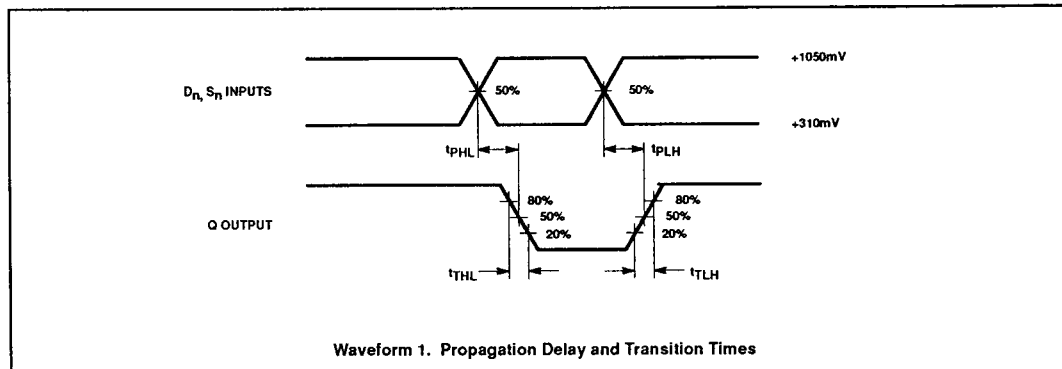 +1050mV
Dn, Sn INPUTS
50%
50%
+310mV
tPHL
tPLH
80%
80%
Q OUTPUT
50%
50%
20%
20%
tTHL
tTLH
Waveform 1. Propagation Delay and Transition Times